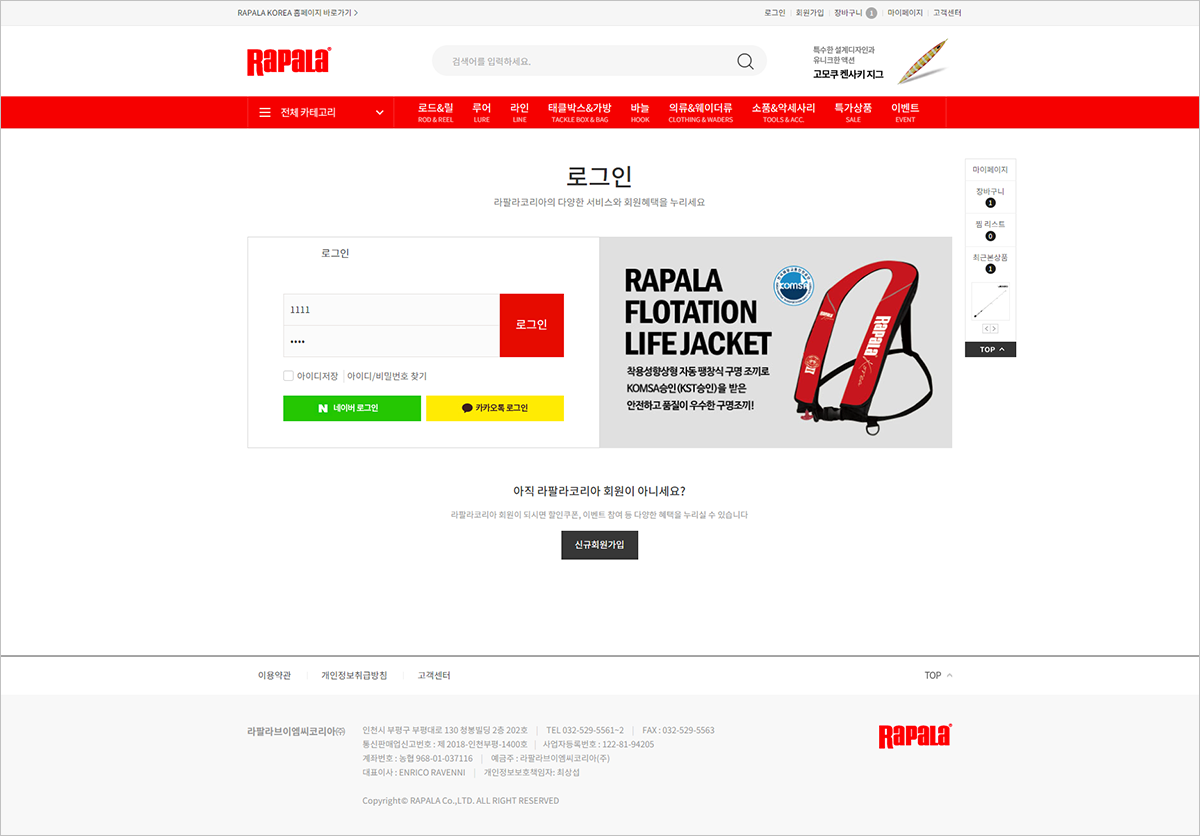 RAPALA KOREA 홈페이지 바로가기 >
로그인 회원가입 장바구니 1 마이페이지 고객센터
Rapala®
검색어를 입력하세요.
특수한 설계디자인과
유니크한 액션
고모쿠 켄사키 지그
전체 카테고리
로드&릴 루어 라인 태클박스&가방 바늘 의류&웨이더류 소품&악세사리 특가상품 이벤트
ROD & REEL LURE LINE TACKLE BOX & BAG HOOK CLOTHING & WADERS TOOLS & ACC. SALE EVENT
로그인
라팔라코리아의 다양한 서비스와 회원혜택을 누리세요
마이페이지
장바구니
1
찜 리스트
0
최근본상품
1
TOP
로그인
1111
••••
로그인
아이디저장 아이디/비밀번호 찾기
N 네이버 로그인
카카오톡 로그인
RAPALA
FLOTATION
LIFE JACKET
착용성향상형 자동 팽창식 구명 조끼로
KOMSA승인(KST승인)을 받은
안전하고 품질이 우수한 구명조끼!
KOMSA
Rapala
Rapala Korea
아직 라팔라코리아 회원이 아니세요?
라팔라코리아 회원이 되시면 할인쿠폰, 이벤트 참여 등 다양한 혜택을 누리실 수 있습니다
신규회원가입
이용약관 개인정보취급방침 고객센터
TOP
라팔라브이엠씨코리아㈜
인천시 부평구 부평대로 130 청봉빌딩 2층 202호 | TEL 032-529-5561~2 | FAX : 032-529-5563
통신판매업신고번호 : 제 2018-인천부평-1400호 | 사업자등록번호 : 122-81-94205
계좌번호 : 농협 968-01-037116 | 예금주 : 라팔라브이엠씨코리아(주)
대표이사 : ENRICO RAVENNI | 개인정보보호책임자: 최상섭
Copyright© RAPALA Co.,LTD. ALL RIGHT RESERVED
Rapala®